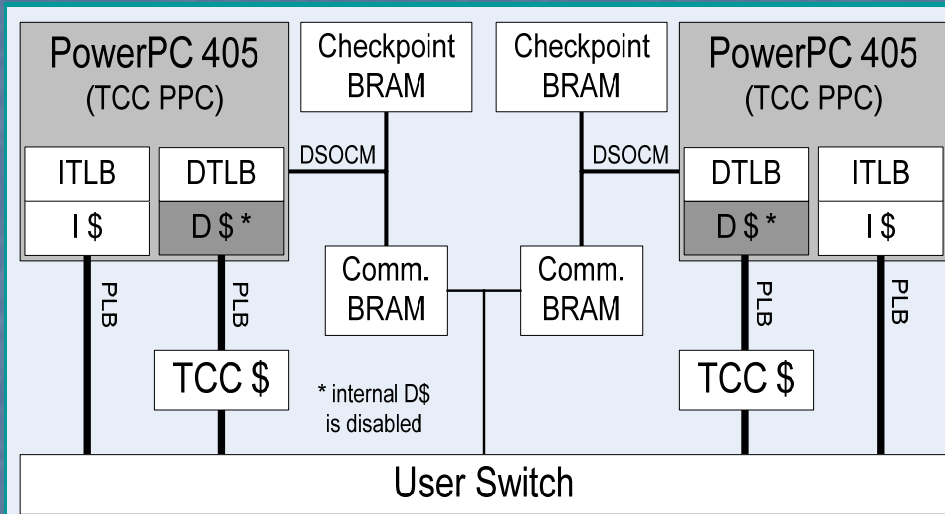 PowerPC 405
(TCC PPC)
ITLB
I $
DTLB
D $ *
PLB
PLB
TCC $
Checkpoint
BRAM
DSOCM
Comm.
BRAM
* internal D$
is disabled
Checkpoint
BRAM
DSOCM
Comm.
BRAM
PowerPC 405
(TCC PPC)
DTLB
D $ *
ITLB
I $
PLB
PLB
TCC $
User Switch